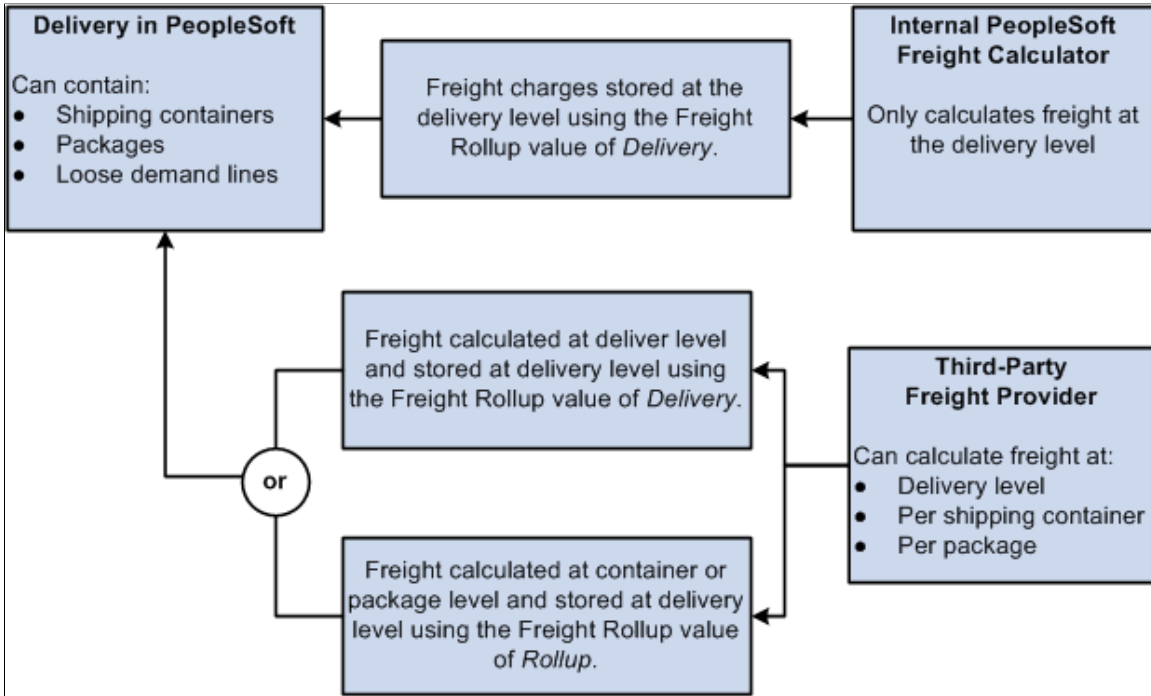 Delivery in PeopleSoft
Can contain:
● Shipping containers
● Packages
● Loose demand lines
Freight charges stored at the
delivery level using the Freight
Rollup value of Delivery.
Internal PeopleSoft
Freight Calculator
Only calculates freight at
the delivery level
Freight calculated at deliver level
and stored at delivery level using
the Freight Rollup value of Delivery.
or
Freight calculated at container or
package level and stored at delivery
level using the Freight Rollup value
of Rollup.
Third-Party
Freight Provider
Can calculate freight at:
● Delivery level
● Per shipping container
● Per package